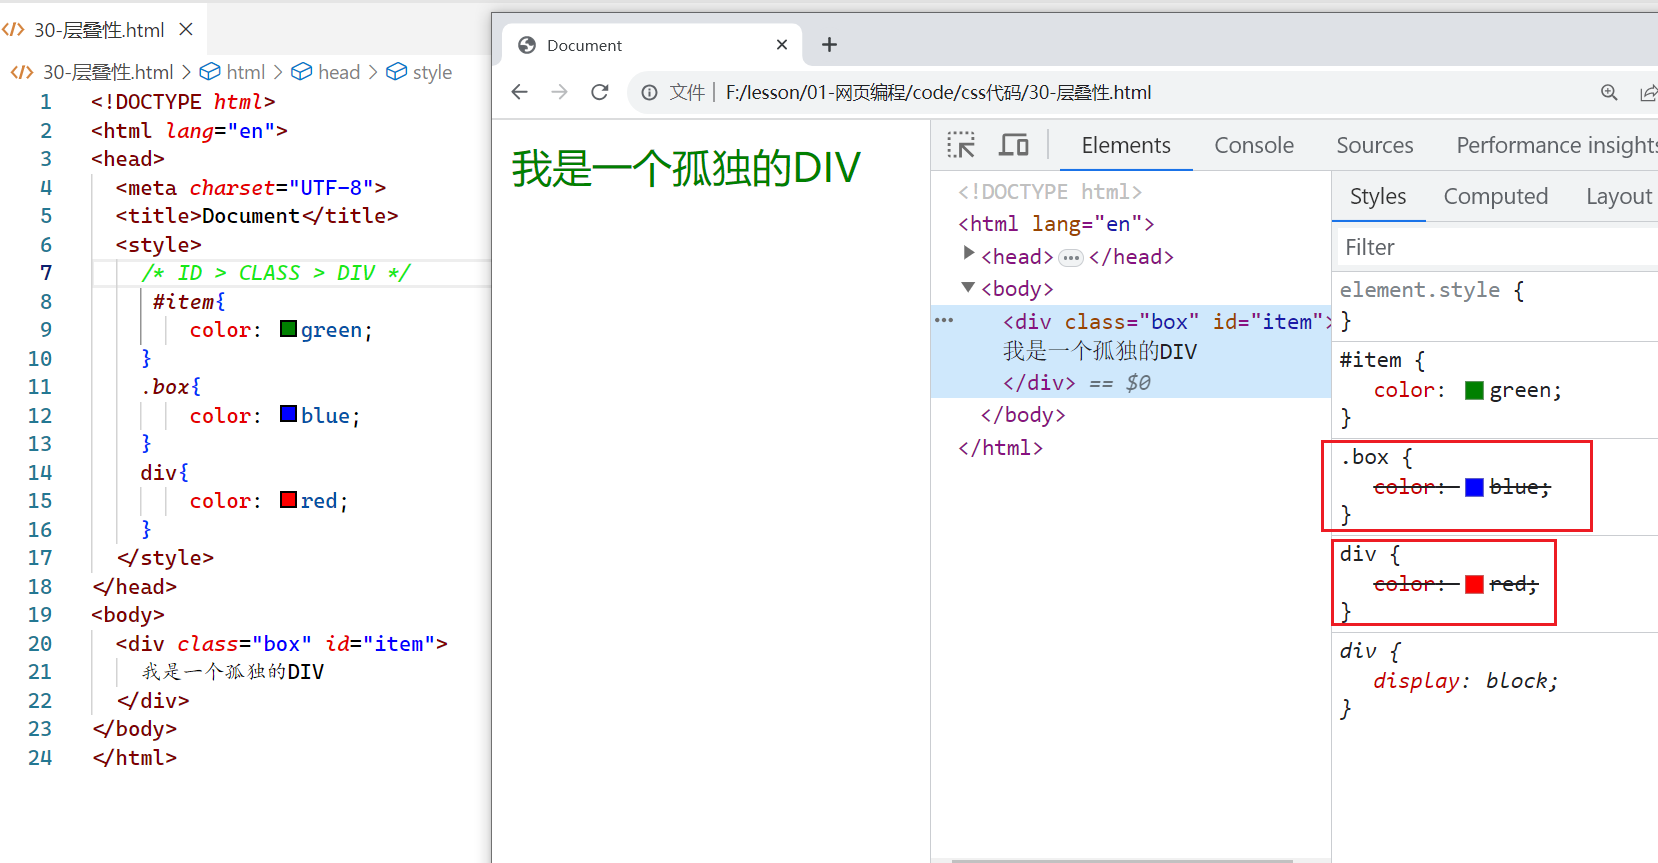 30-层叠性.html
30-层叠性.html > html > head > style
1 <!DOCTYPE html>
2 <html lang="en">
3 <head>
4 <meta charset="UTF-8">
5 <title>Document</title>
6 <style>
7 /* ID > CLASS > DIV */
8 #item{
9 color: green;
10 }
11 .box{
12 color: blue;
13 }
14 div{
15 color: red;
16 }
17 </style>
18 </head>
19 <body>
20 <div class="box" id="item">
21 我是一个孤独的DIV
22 </div>
23 </body>
24 </html>
Document
文件 | F:/lesson/01-网页编程/code/css代码/30-层叠性.html
我是一个孤独的DIV
Elements Console Sources Performance insights
<!DOCTYPE html>
<html lang="en">
<head> ••• </head>
<body>
••• <div class="box" id="item">
我是一个孤独的DIV
</div> == $0
</body>
</html>
Styles Computed Layout
Filter
element.style {
}
#item {
color: green;
}
.box {
color: blue;
}
div {
color: red;
}
div {
display: block;
}